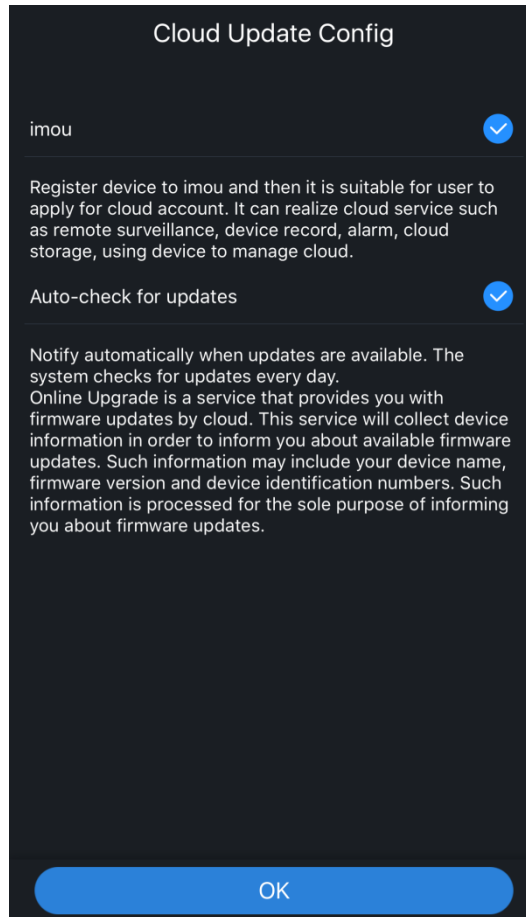 Cloud Update Config
imou
Register device to imou and then it is suitable for user to
apply for cloud account. It can realize cloud service such
as remote surveillance, device record, alarm, cloud
storage, using device to manage cloud.
Auto-check for updates
Notify automatically when updates are available. The
system checks for updates every day.
Online Upgrade is a service that provides you with
firmware updates by cloud. This service will collect device
information in order to inform you about available firmware
updates. Such information may include your device name,
firmware version and device identification numbers. Such
information is processed for the sole purpose of informing
you about firmware updates.
OK